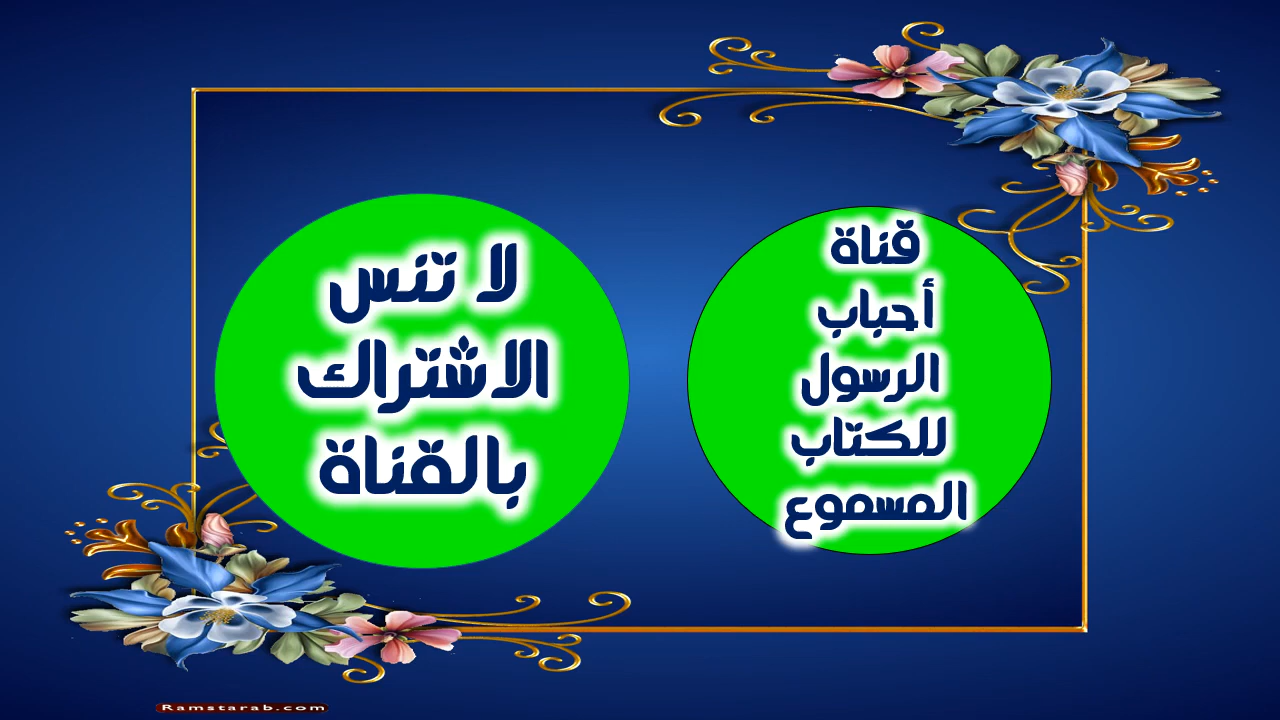 قناة
أحباب
الرسول
للكتاب
المسموع
لا تنس
الاشتراك
بالقناة
Ramstarab.com